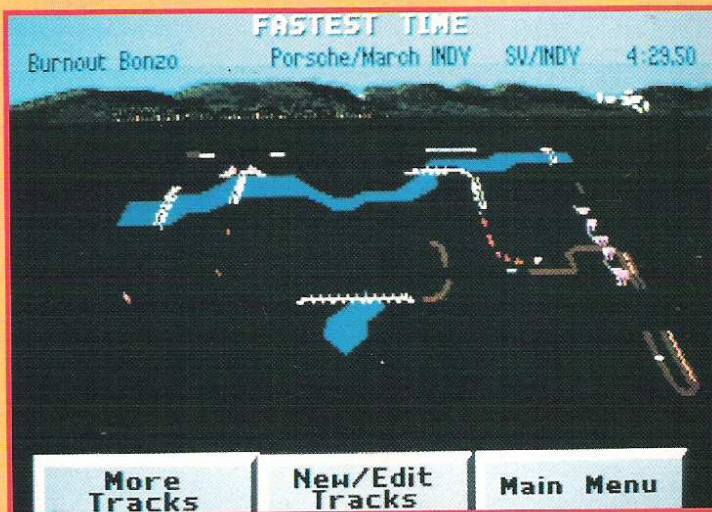 FASTEST TIME
Burnout Bonzo Porsche/March INDY SV/INDY 4:29.50
More Tracks
New/Edit Tracks
Main Menu